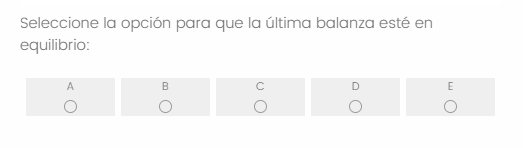 Seleccione la opción para que la última balanza esté en
equilibrio:
A B C D E